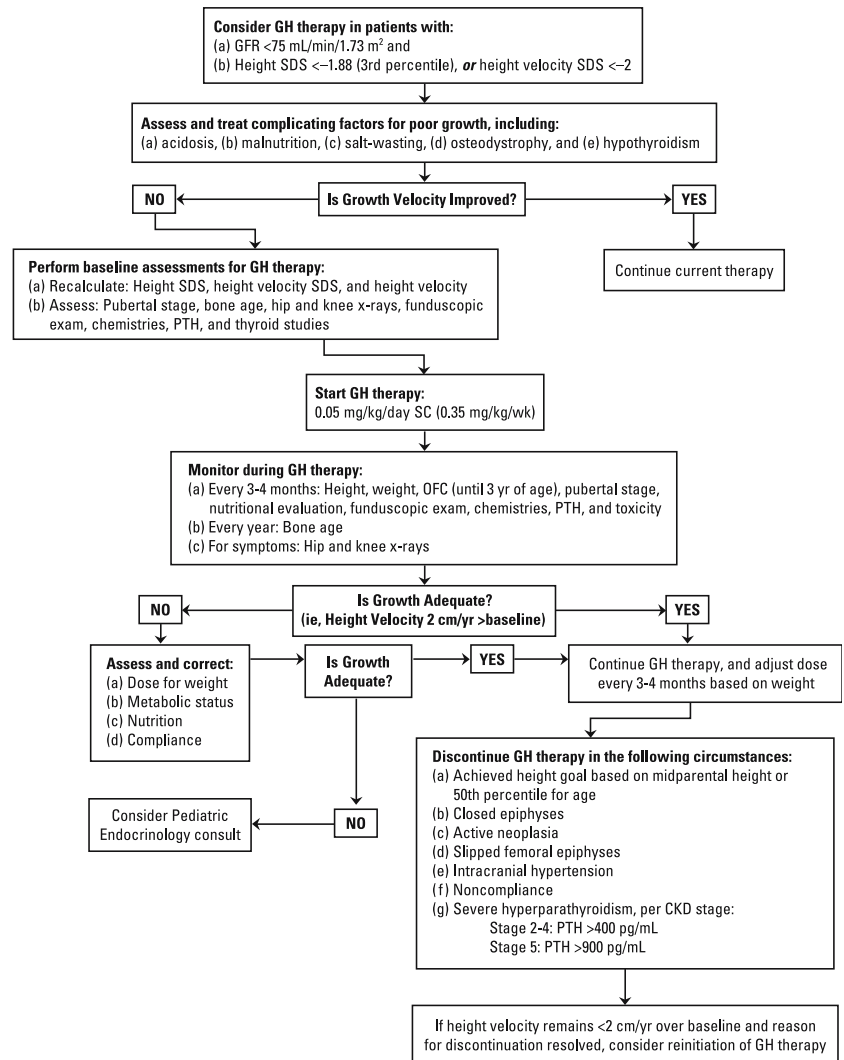 Consider GH therapy in patients with:
(a) GFR <75 mL/min/1.73 m² and
(b) Height SDS <–1.88 (3rd percentile), or height velocity SDS <–2
Assess and treat complicating factors for poor growth, including:
(a) acidosis, (b) malnutrition, (c) salt-wasting, (d) osteodystrophy, and (e) hypothyroidism
NO
Is Growth Velocity Improved?
YES
Perform baseline assessments for GH therapy:
(a) Recalculate: Height SDS, height velocity SDS, and height velocity
(b) Assess: Pubertal stage, bone age, hip and knee x-rays, funduscopic
exam, chemistries, PTH, and thyroid studies
Continue current therapy
Start GH therapy:
0.05 mg/kg/day SC (0.35 mg/kg/wk)
Monitor during GH therapy:
(a) Every 3-4 months: Height, weight, OFC (until 3 yr of age), pubertal stage,
nutritional evaluation, funduscopic exam, chemistries, PTH, and toxicity
(b) Every year: Bone age
(c) For symptoms: Hip and knee x-rays
NO
Is Growth Adequate?
(ie, Height Velocity 2 cm/yr >baseline)
YES
Assess and correct:
(a) Dose for weight
(b) Metabolic status
(c) Nutrition
(d) Compliance
Is Growth
Adequate?
YES
Continue GH therapy, and adjust dose
every 3-4 months based on weight
Discontinue GH therapy in the following circumstances:
(a) Achieved height goal based on midparental height or
50th percentile for age
(b) Closed epiphyses
(c) Active neoplasia
(d) Slipped femoral epiphyses
(e) Intracranial hypertension
(f) Noncompliance
(g) Severe hyperparathyroidism, per CKD stage:
Stage 2-4: PTH >400 pg/mL
Stage 5: PTH >900 pg/mL
Consider Pediatric
Endocrinology consult
NO
If height velocity remains <2 cm/yr over baseline and reason
for discontinuation resolved, consider reinitiation of GH therapy